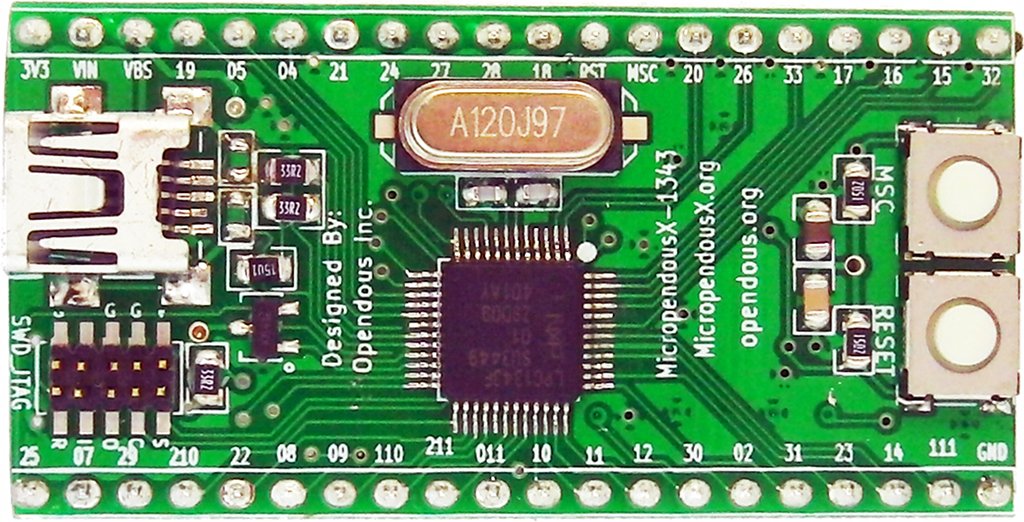 3V3 VIN VBS 19 05 04 21 24 27 28 18 RST MSC 20 26 33 17 16 15 32
A120J97
33R2
33R2
15U1
Designed By:
Opendous Inc.
MicropendousX-1343
MicropendousX.org
opendous.org
MSC
RESET
SWD_JTAG
33R2
LPC1343F
G G
R I O C S
25 07 29 210 22 08 09 110 211 011 10 11 12 30 02 31 23 14 111 GND